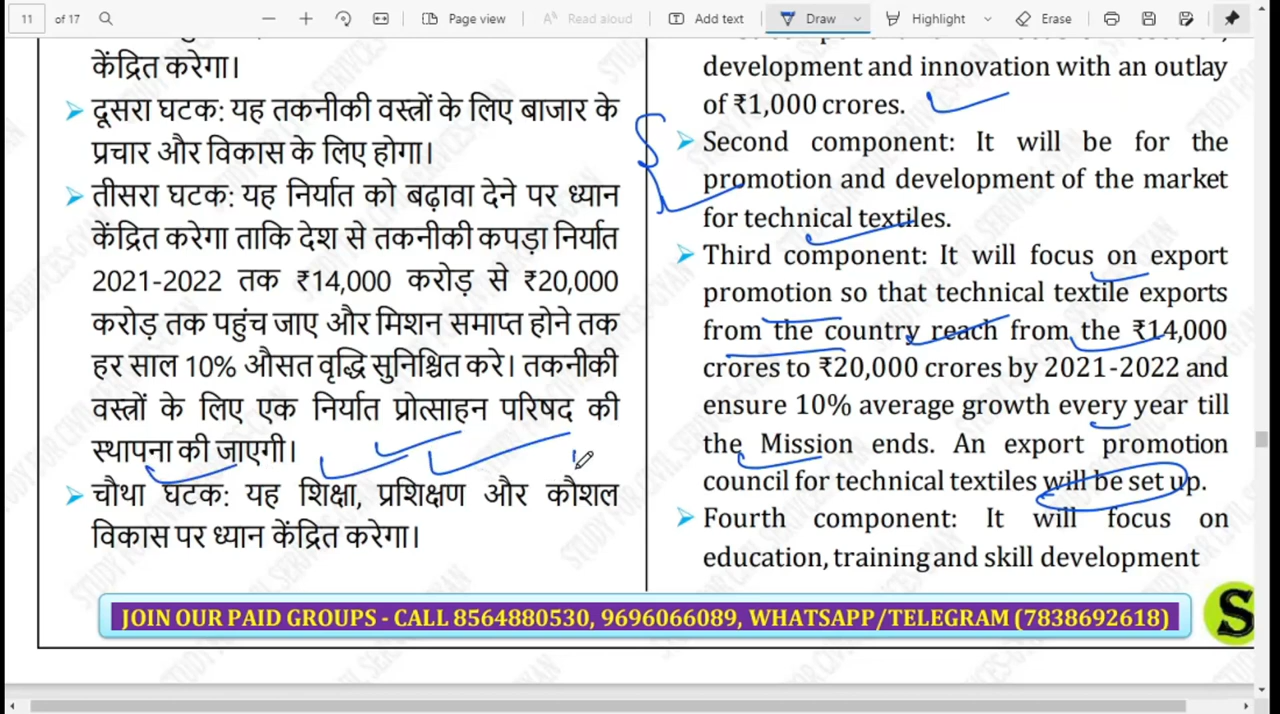 11 of 17
Page view
Read aloud
Add text
Draw
Highlight
Erase
केंद्रित करेगा।
दूसरा घटक: यह तकनीकी वस्त्रों के लिए बाजार के
प्रचार और विकास के लिए होगा।
तीसरा घटक: यह निर्यात को बढ़ावा देने पर ध्यान
केंद्रित करेगा ताकि देश से तकनीकी कपड़ा निर्यात
2021-2022 तक ₹14,000 करोड़ से ₹20,000
करोड़ तक पहुंच जाए और मिशन समाप्त होने तक
हर साल 10% औसत वृद्धि सुनिश्चित करे। तकनीकी
वस्त्रों के लिए एक निर्यात प्रोत्साहन परिषद की
स्थापना की जाएगी।
चौथा घटक: यह शिक्षा, प्रशिक्षण और कौशल
विकास पर ध्यान केंद्रित करेगा।
development and innovation with an outlay
of ₹1,000 crores.
Second component: It will be for the
promotion and development of the market
for technical textiles.
Third component: It will focus on export
promotion so that technical textile exports
from the country reach from the ₹14,000
crores to ₹20,000 crores by 2021-2022 and
ensure 10% average growth every year till
the Mission ends. An export promotion
council for technical textiles will be set up.
Fourth component: It will focus on
education, training and skill development
JOIN OUR PAID GROUPS - CALL 8564880530, 9696066089, WHATSAPP/TELEGRAM (7838692618)
S